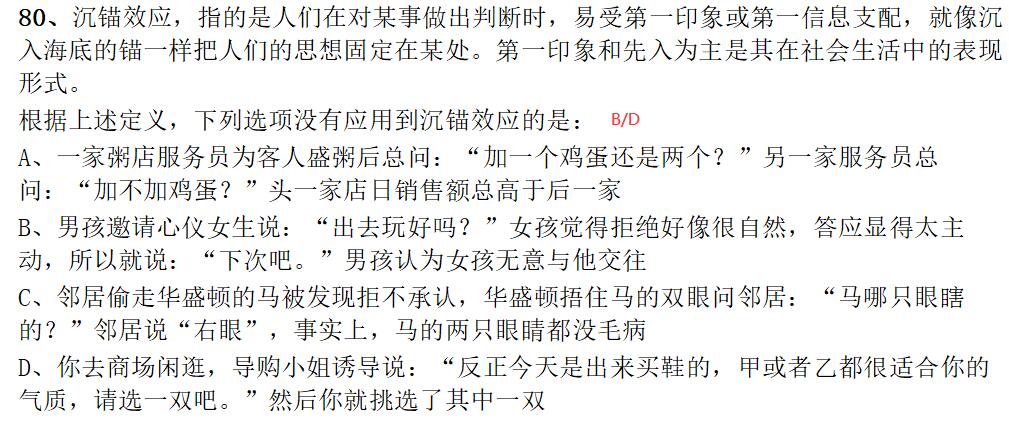 80、沉锚效应，指的是人们在对某事做出判断时，易受第一印象或第一信息支配，就像沉
入海底的锚一样把人们的思想固定在某处。第一印象和先入为主是其在社会生活中的表现
形式。
根据上述定义，下列选项没有应用到沉锚效应的是： B/D
A、一家粥店服务员为客人盛粥后总问：“加一个鸡蛋还是两个？”另一家服务员总
问：“加不加鸡蛋？”头一家店日销售额总高于后一家
B、男孩邀请心仪女生说：“出去玩好吗？”女孩觉得拒绝好像很自然，答应显得太主
动，所以就说：“下次吧。”男孩认为女孩无意与他交往
C、邻居偷走华盛顿的马被发现拒不承认，华盛顿捂住马的双眼问邻居：“马哪只眼瞎
的？”邻居说“右眼”，事实上，马的两只眼睛都没毛病
D、你去商场闲逛，导购小姐诱导说：“反正今天是出来买鞋的，甲或者乙都很适合你的
气质，请选一双吧。”然后你就挑选了其中一双